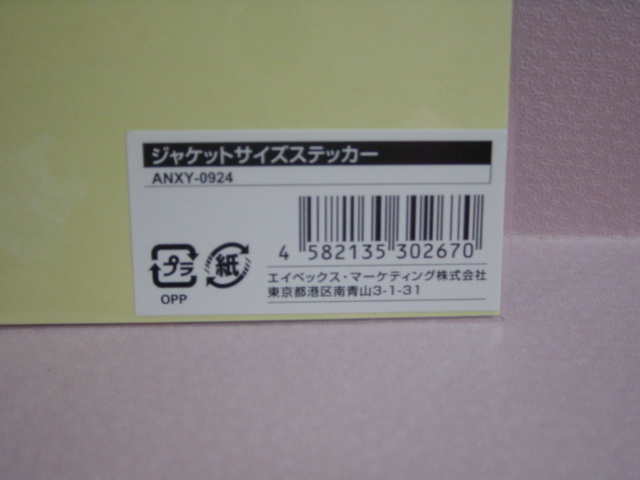 ジャケットサイズステッカー
ANXY-0924
4 582135 302670
プラ 紙
OPP
エイベックス・マーケティング株式会社
東京都港区南青山3-1-31